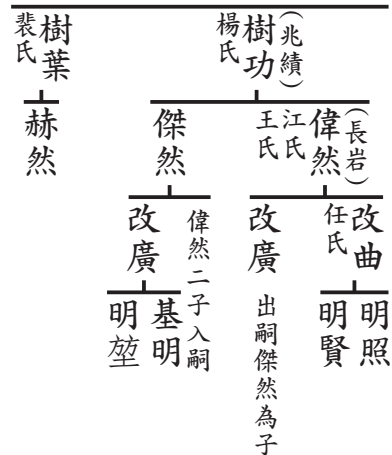 (兆績)
樹功
楊氏
樹葉
裴氏
(長岩)
偉然
江氏
王氏
傑然
赫然
改曲
任氏
改廣
出嗣傑然為子
偉然二子入嗣
改廣
明照
明賢
基明
明堃